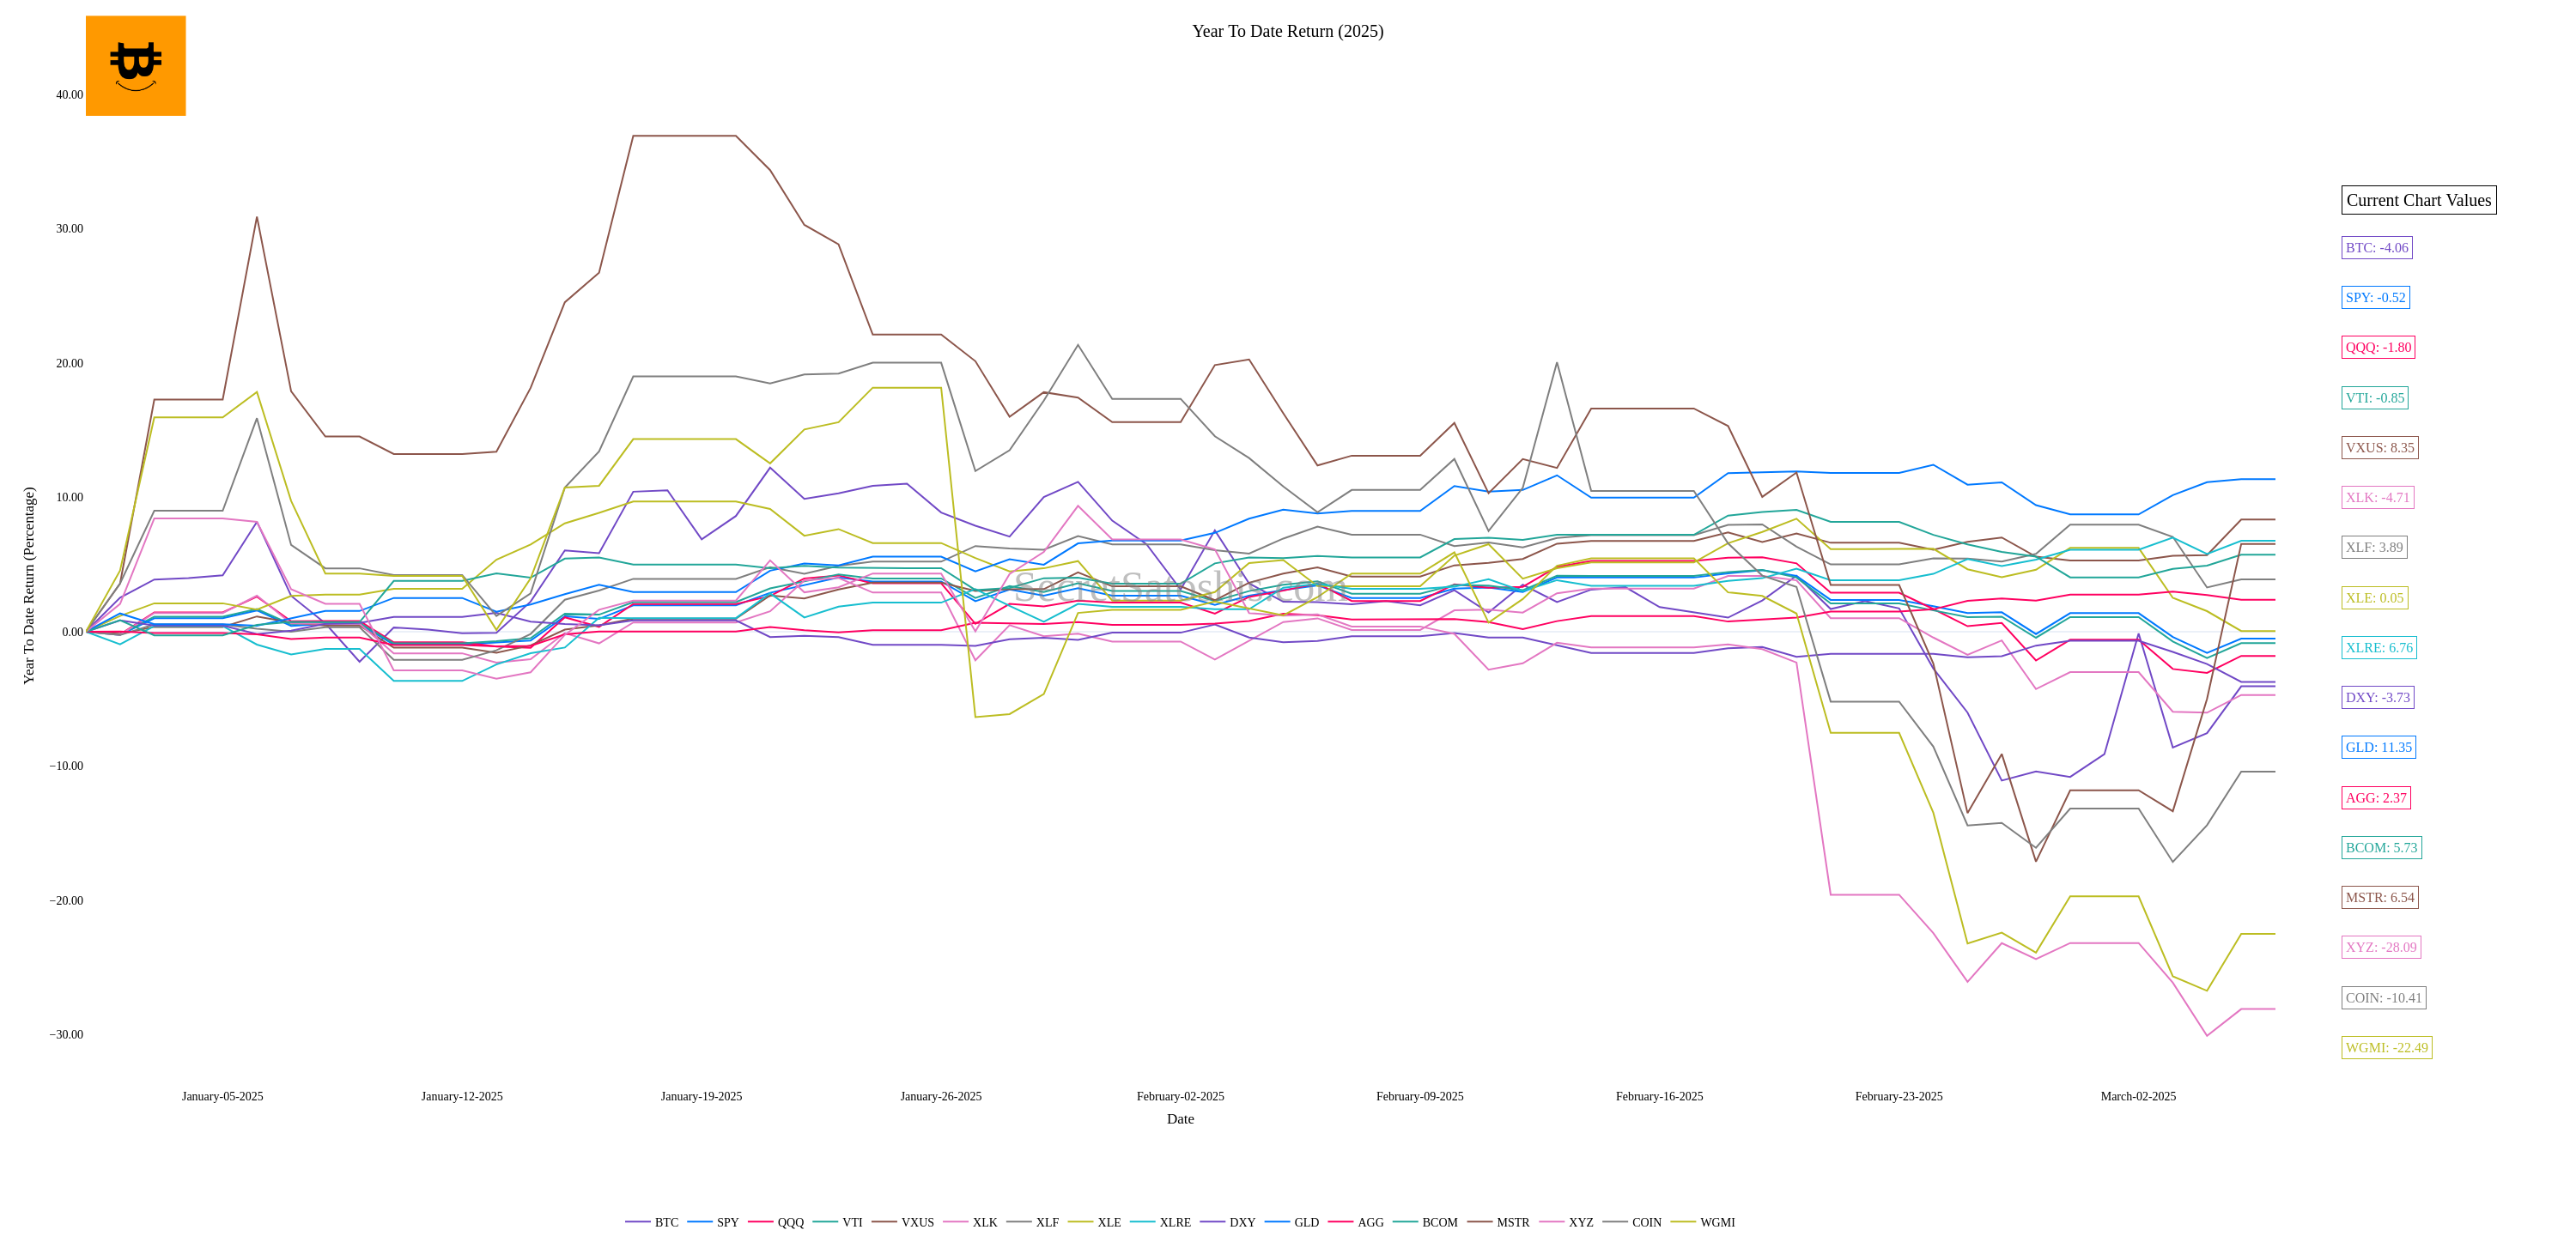 Year To Date Return (2025)
40.00
30.00
20.00
10.00
0.00
−10.00
−20.00
−30.00
Year To Date Return (Percentage)
SecretSatoshis.com
January-05-2025
January-12-2025
January-19-2025
January-26-2025
February-02-2025
February-09-2025
February-16-2025
February-23-2025
March-02-2025
Date
Current Chart Values
BTC: -4.06
SPY: -0.52
QQQ: -1.80
VTI: -0.85
VXUS: 8.35
XLK: -4.71
XLF: 3.89
XLE: 0.05
XLRE: 6.76
DXY: -3.73
GLD: 11.35
AGG: 2.37
BCOM: 5.73
MSTR: 6.54
XYZ: -28.09
COIN: -10.41
WGMI: -22.49
BTC SPY QQQ VTI VXUS XLK XLF XLE XLRE DXY GLD AGG BCOM MSTR XYZ COIN WGMI